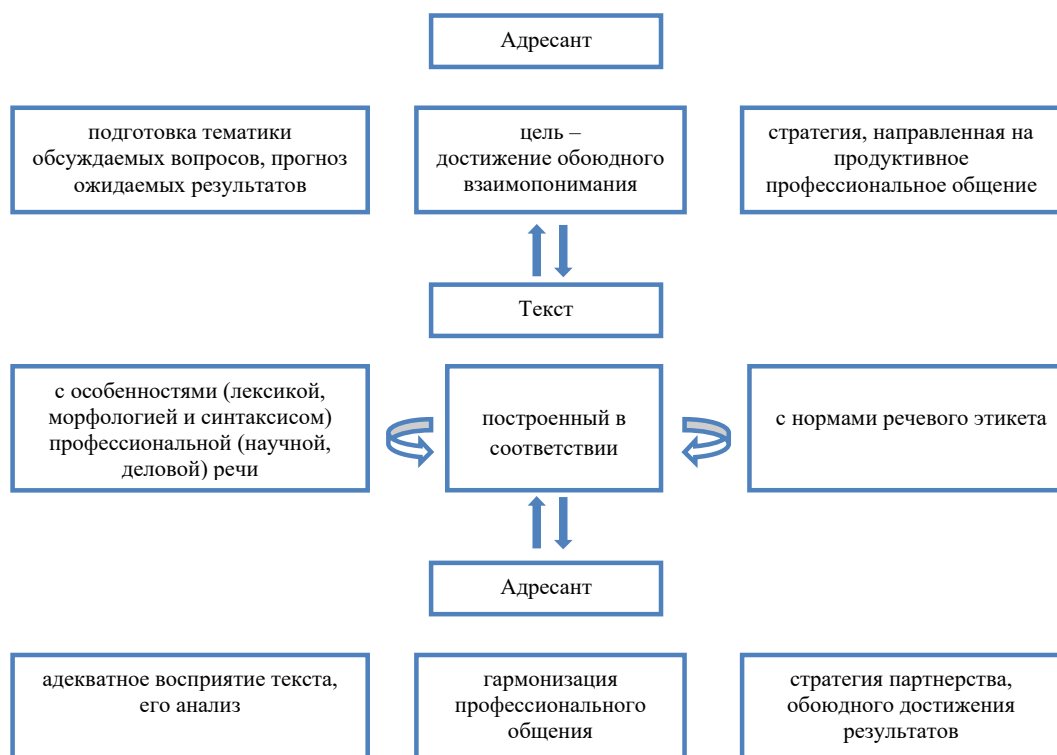 Адресант
подготовка тематики
обсуждаемых вопросов, прогноз
ожидаемых результатов
цель –
достижение обоюдного
взаимопонимания
стратегия, направленная на
продуктивное
профессиональное общение
Текст
с особенностями (лексикой,
морфологией и синтаксисом)
профессиональной (научной,
деловой) речи
построенный в
соответствии
с нормами речевого этикета
Адресант
адекватное восприятие текста,
его анализ
гармонизация
профессионального
общения
стратегия партнерства,
обоюдного достижения
результатов